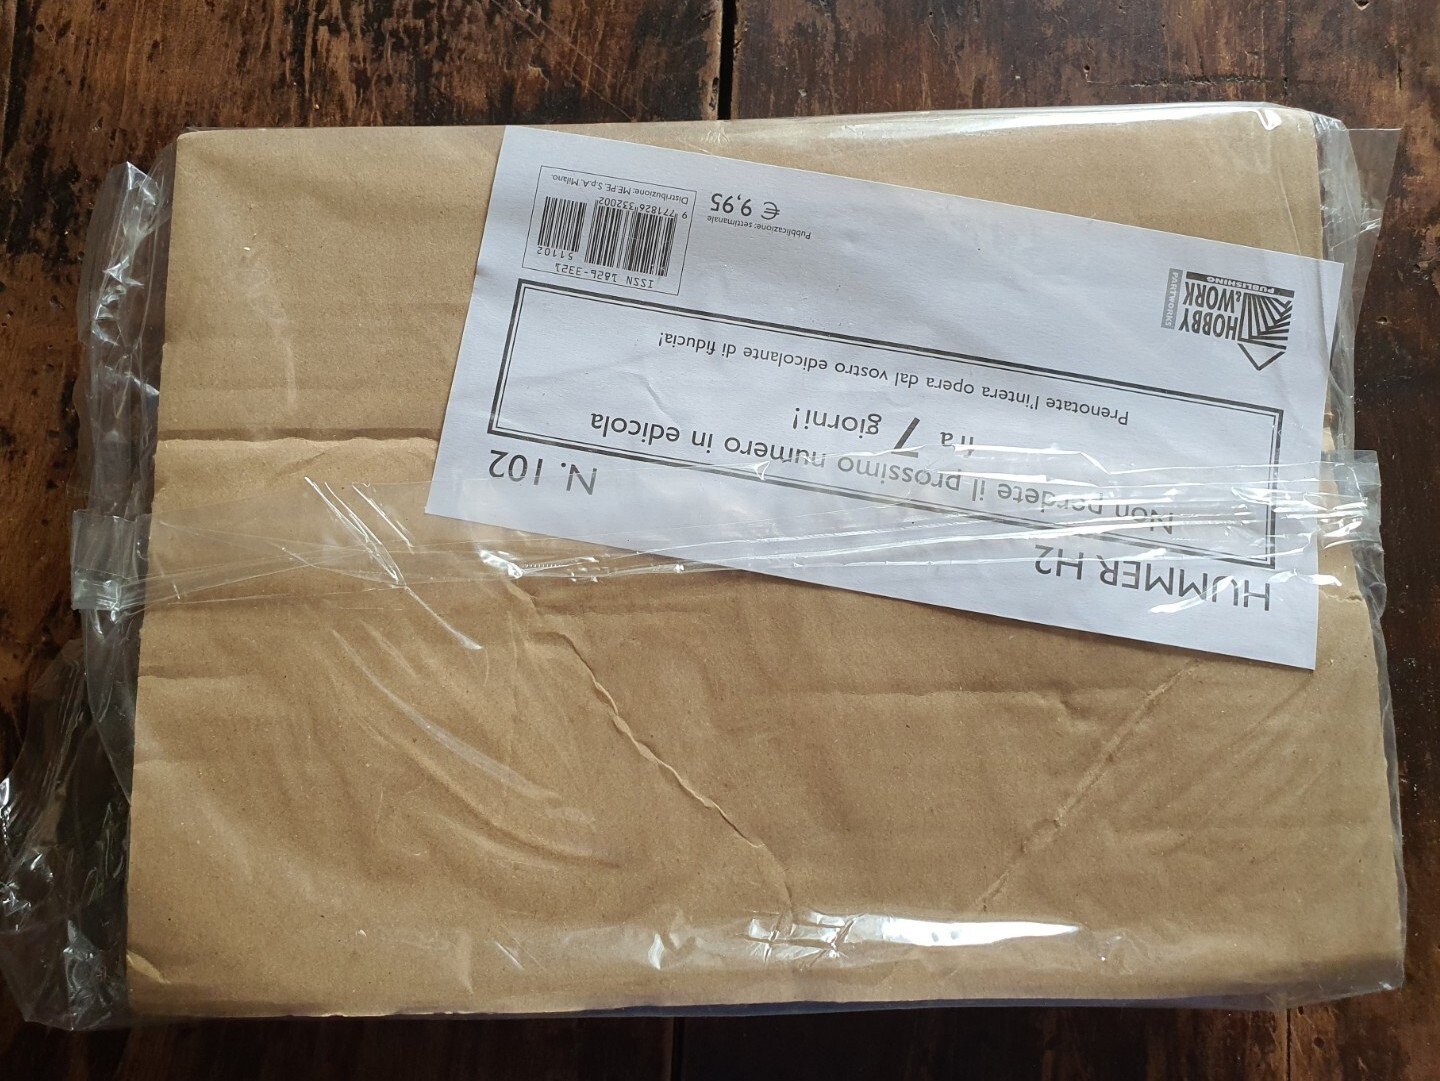 HUMMER H2
N. 102
Non perdete il prossimo numero in edicola
fra 7 giorni!
Prenotate l'intera opera dal vostro edicolante di fiducia!
HOBBY
&WORK
PUBLISHING
PARTWORKS
Pubblicazione: settimanale
€ 9,95
ISSN 1826-3321
51102
9 771826 332002
Distribuzione: ME.PE. S.p.A. Milano.